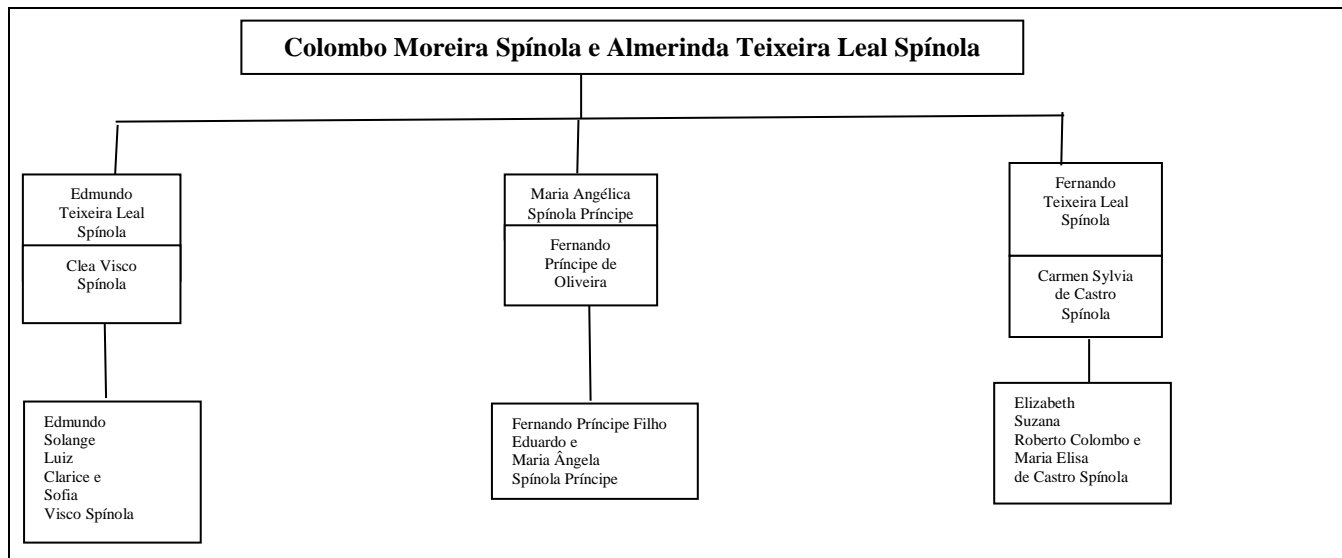 Colombo Moreira Spínola e Almerinda Teixeira Leal Spínola
Edmundo
Teixeira Leal
Spínola
Clea Visco
Spínola
Maria Angélica
Spínola Príncipe
Fernando
Príncipe de
Oliveira
Fernando
Teixeira Leal
Spínola
Carmen Sylvia
de Castro
Spínola
Edmundo
Solange
Luiz
Clarice e
Sofia
Visco Spínola
Fernando Príncipe Filho
Eduardo e
Maria Ângela
Spínola Príncipe
Elizabeth
Suzana
Roberto Colombo e
Maria Elisa
de Castro Spínola